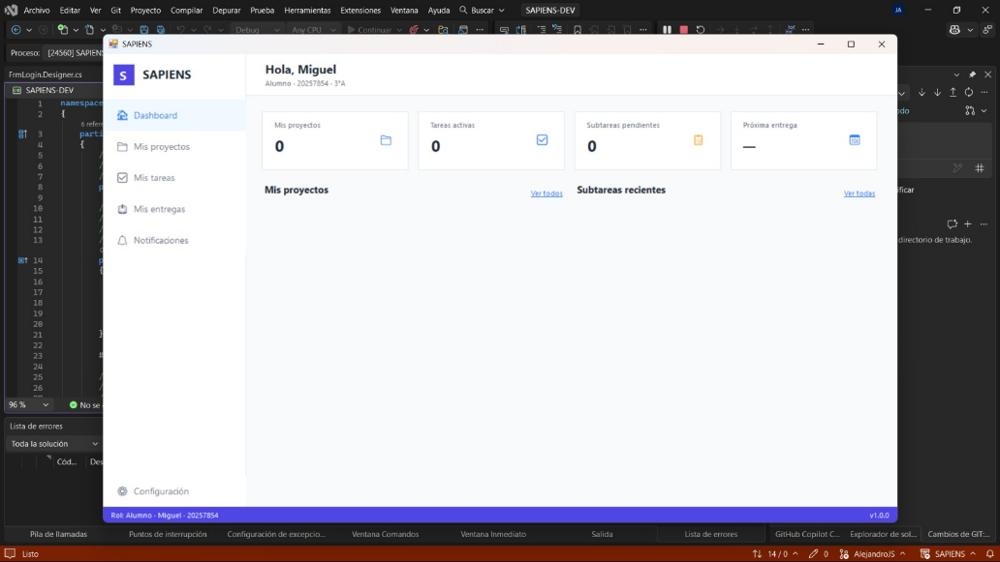 Archivo Editar Ver Git Proyecto Compilar Depurar Prueba Herramientas Extensiones Ventana Ayuda Buscar SAPIENS-DEV JA
Debug Any CPU Continuar
Proceso: [24560] SAPIENS
FrmLogin.Designer.cs
SAPIENS-DEV
1 namespace
2 {
3 parti
4 {
5 /
6 /
7 /
8 p
9
10 /
11 /
12 /
13 /
14 p
15 {
16
17
18
19
20
21 }
22
23 #
24
25 /
26 /
96 % No se
Lista de errores
Toda la solución
Cód... Des
SAPIENS
S SAPIENS
Dashboard
Mis proyectos
Mis tareas
Mis entregas
Notificaciones
Configuración
Hola, Miguel
Alumno - 20257854 - 3°A
Mis proyectos
0
Tareas activas
0
Subtareas pendientes
0
Próxima entrega
—
Mis proyectos Ver todos
Subtareas recientes Ver todas
Rol: Alumno - Miguel - 20257854 v1.0.0
odo
ificar
directorio de trabajo.
Pila de llamadas Puntos de interrupción Configuración de excepcio... Ventana Comandos Ventana Inmediato Salida Lista de errores GitHub Copilot C... Explorador de sol... Cambios de GIT:...
Listo 14 / 0 0 AlejandroJS SAPIENS